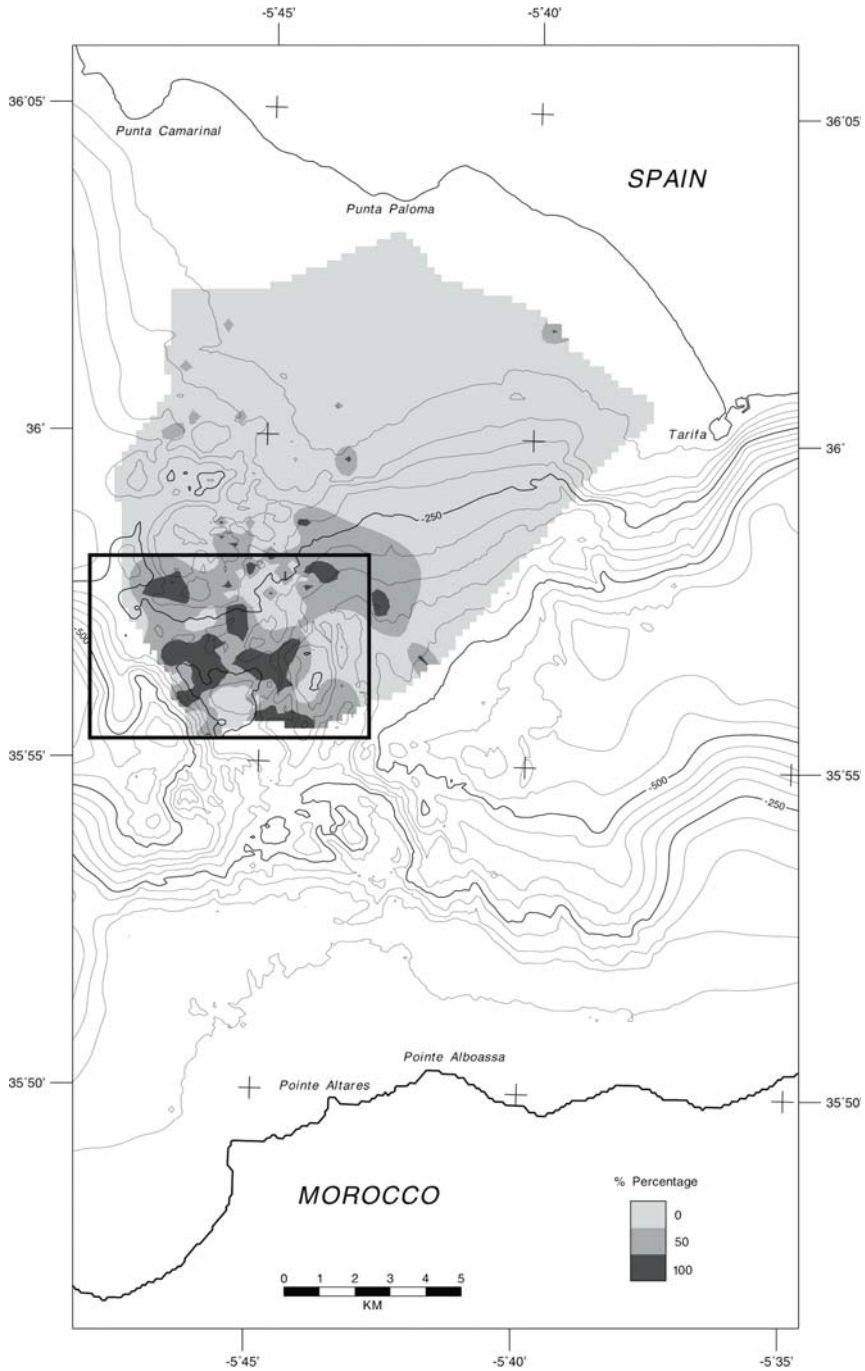 -5°45'
-5°40'
36°05'
36°05'
Punta Camarinal
SPAIN
Punta Paloma
36°
Tarifa
36°
-250
-500
35°55'
35°55'
-500
-250
Pointe Alboassa
35°50'
Pointe Altares
35°50'
MOROCCO
% Percentage
0
50
100
0 1 2 3 4 5
KM
-5°45'
-5°40'
-5°35'